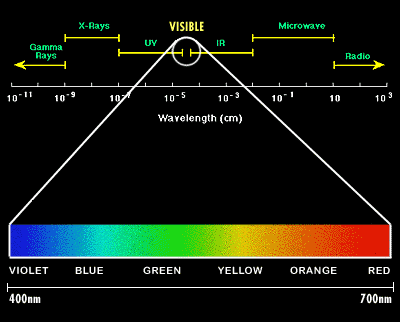 VISIBLE
X-Rays
Microwave
UV
IR
Gamma
Rays
Radio
10⁻¹¹ 10⁻⁹ 10⁻⁷ 10⁻⁵ 10⁻³ 10⁻¹ 10 10³
Wavelength (cm)
VIOLET BLUE GREEN YELLOW ORANGE RED
400nm 700nm